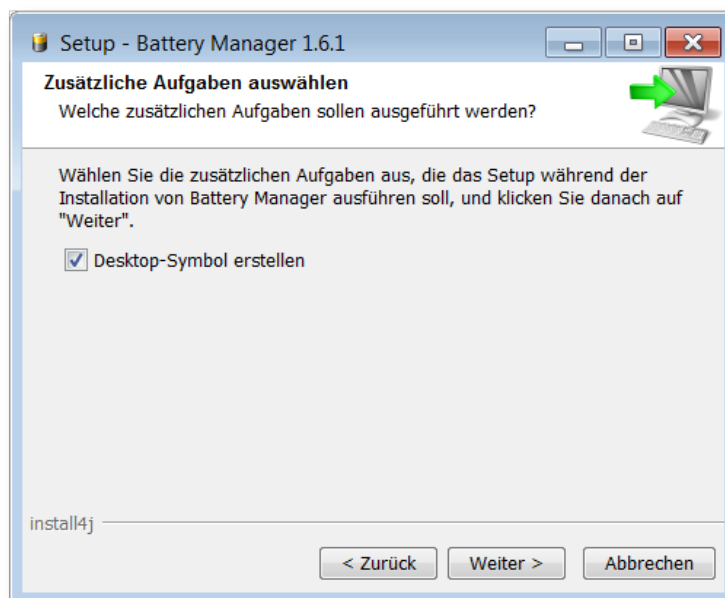 Setup - Battery Manager 1.6.1
Zusätzliche Aufgaben auswählen
Welche zusätzlichen Aufgaben sollen ausgeführt werden?
Wählen Sie die zusätzlichen Aufgaben aus, die das Setup während der
Installation von Battery Manager ausführen soll, und klicken Sie danach auf
"Weiter".
Desktop-Symbol erstellen
install4j
< Zurück
Weiter >
Abbrechen